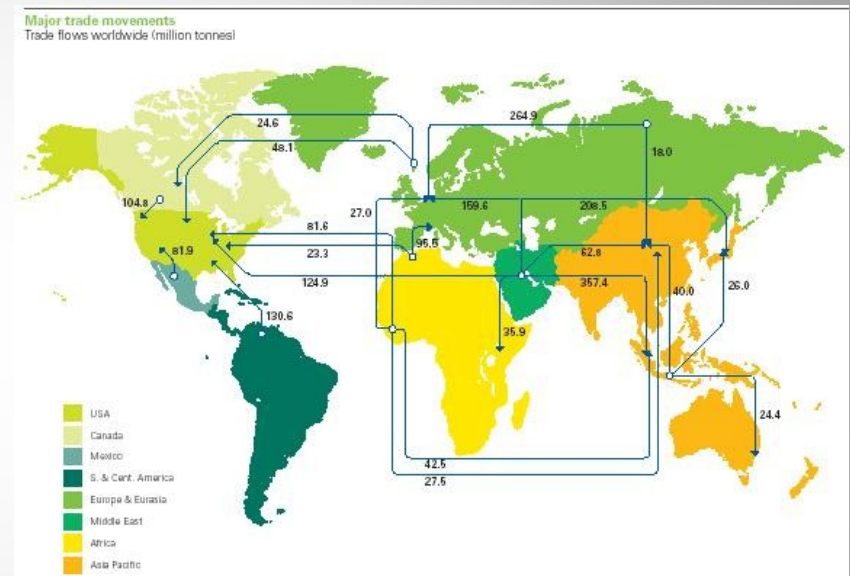 Major trade movements
Trade flows worldwide (million tonnes)
24.6
264.9
48.1
18.0
104.8
27.0
159.6
208.5
81.6
81.9
23.3
95.5
62.8
124.9
357.4
40.0
26.0
130.6
35.9
24.4
42.5
27.5
USA
Canada
Mexico
S. & Cent. America
Europe & Eurasia
Middle East
Africa
Asia Pacific